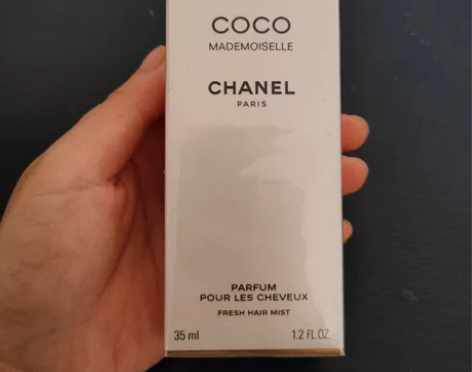 COCO
MADEMOISELLE
CHANEL
PARIS
PARFUM
POUR LES CHEVEUX
FRESH HAIR MIST
35 ml 1.2 FL.OZ.